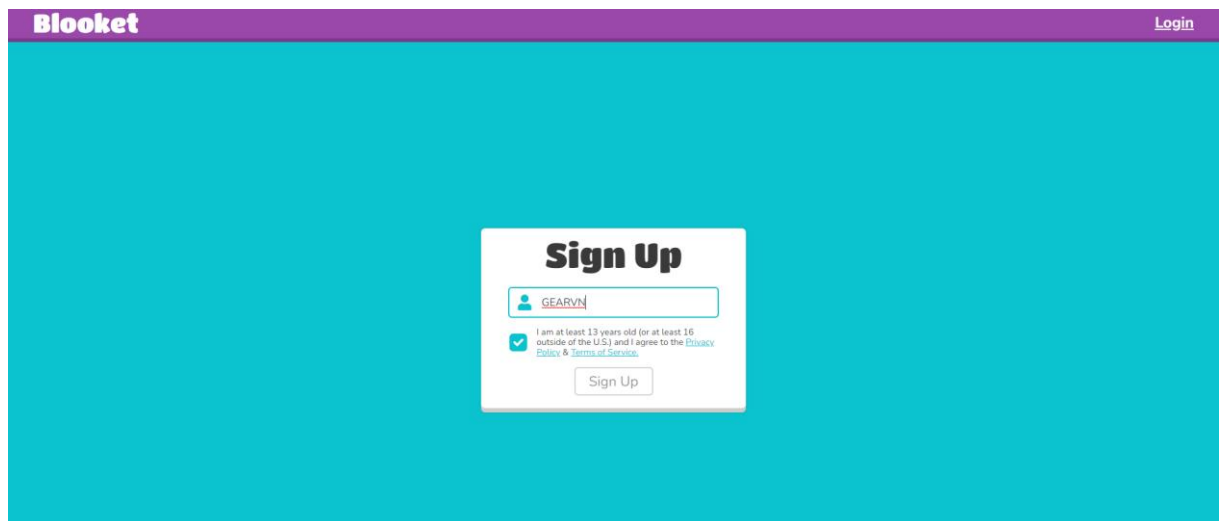 Blooket
Login
Sign Up
GEARVN
I am at least 13 years old (or at least 16
outside of the U.S.) and I agree to the Privacy
Policy & Terms of Service.
Sign Up